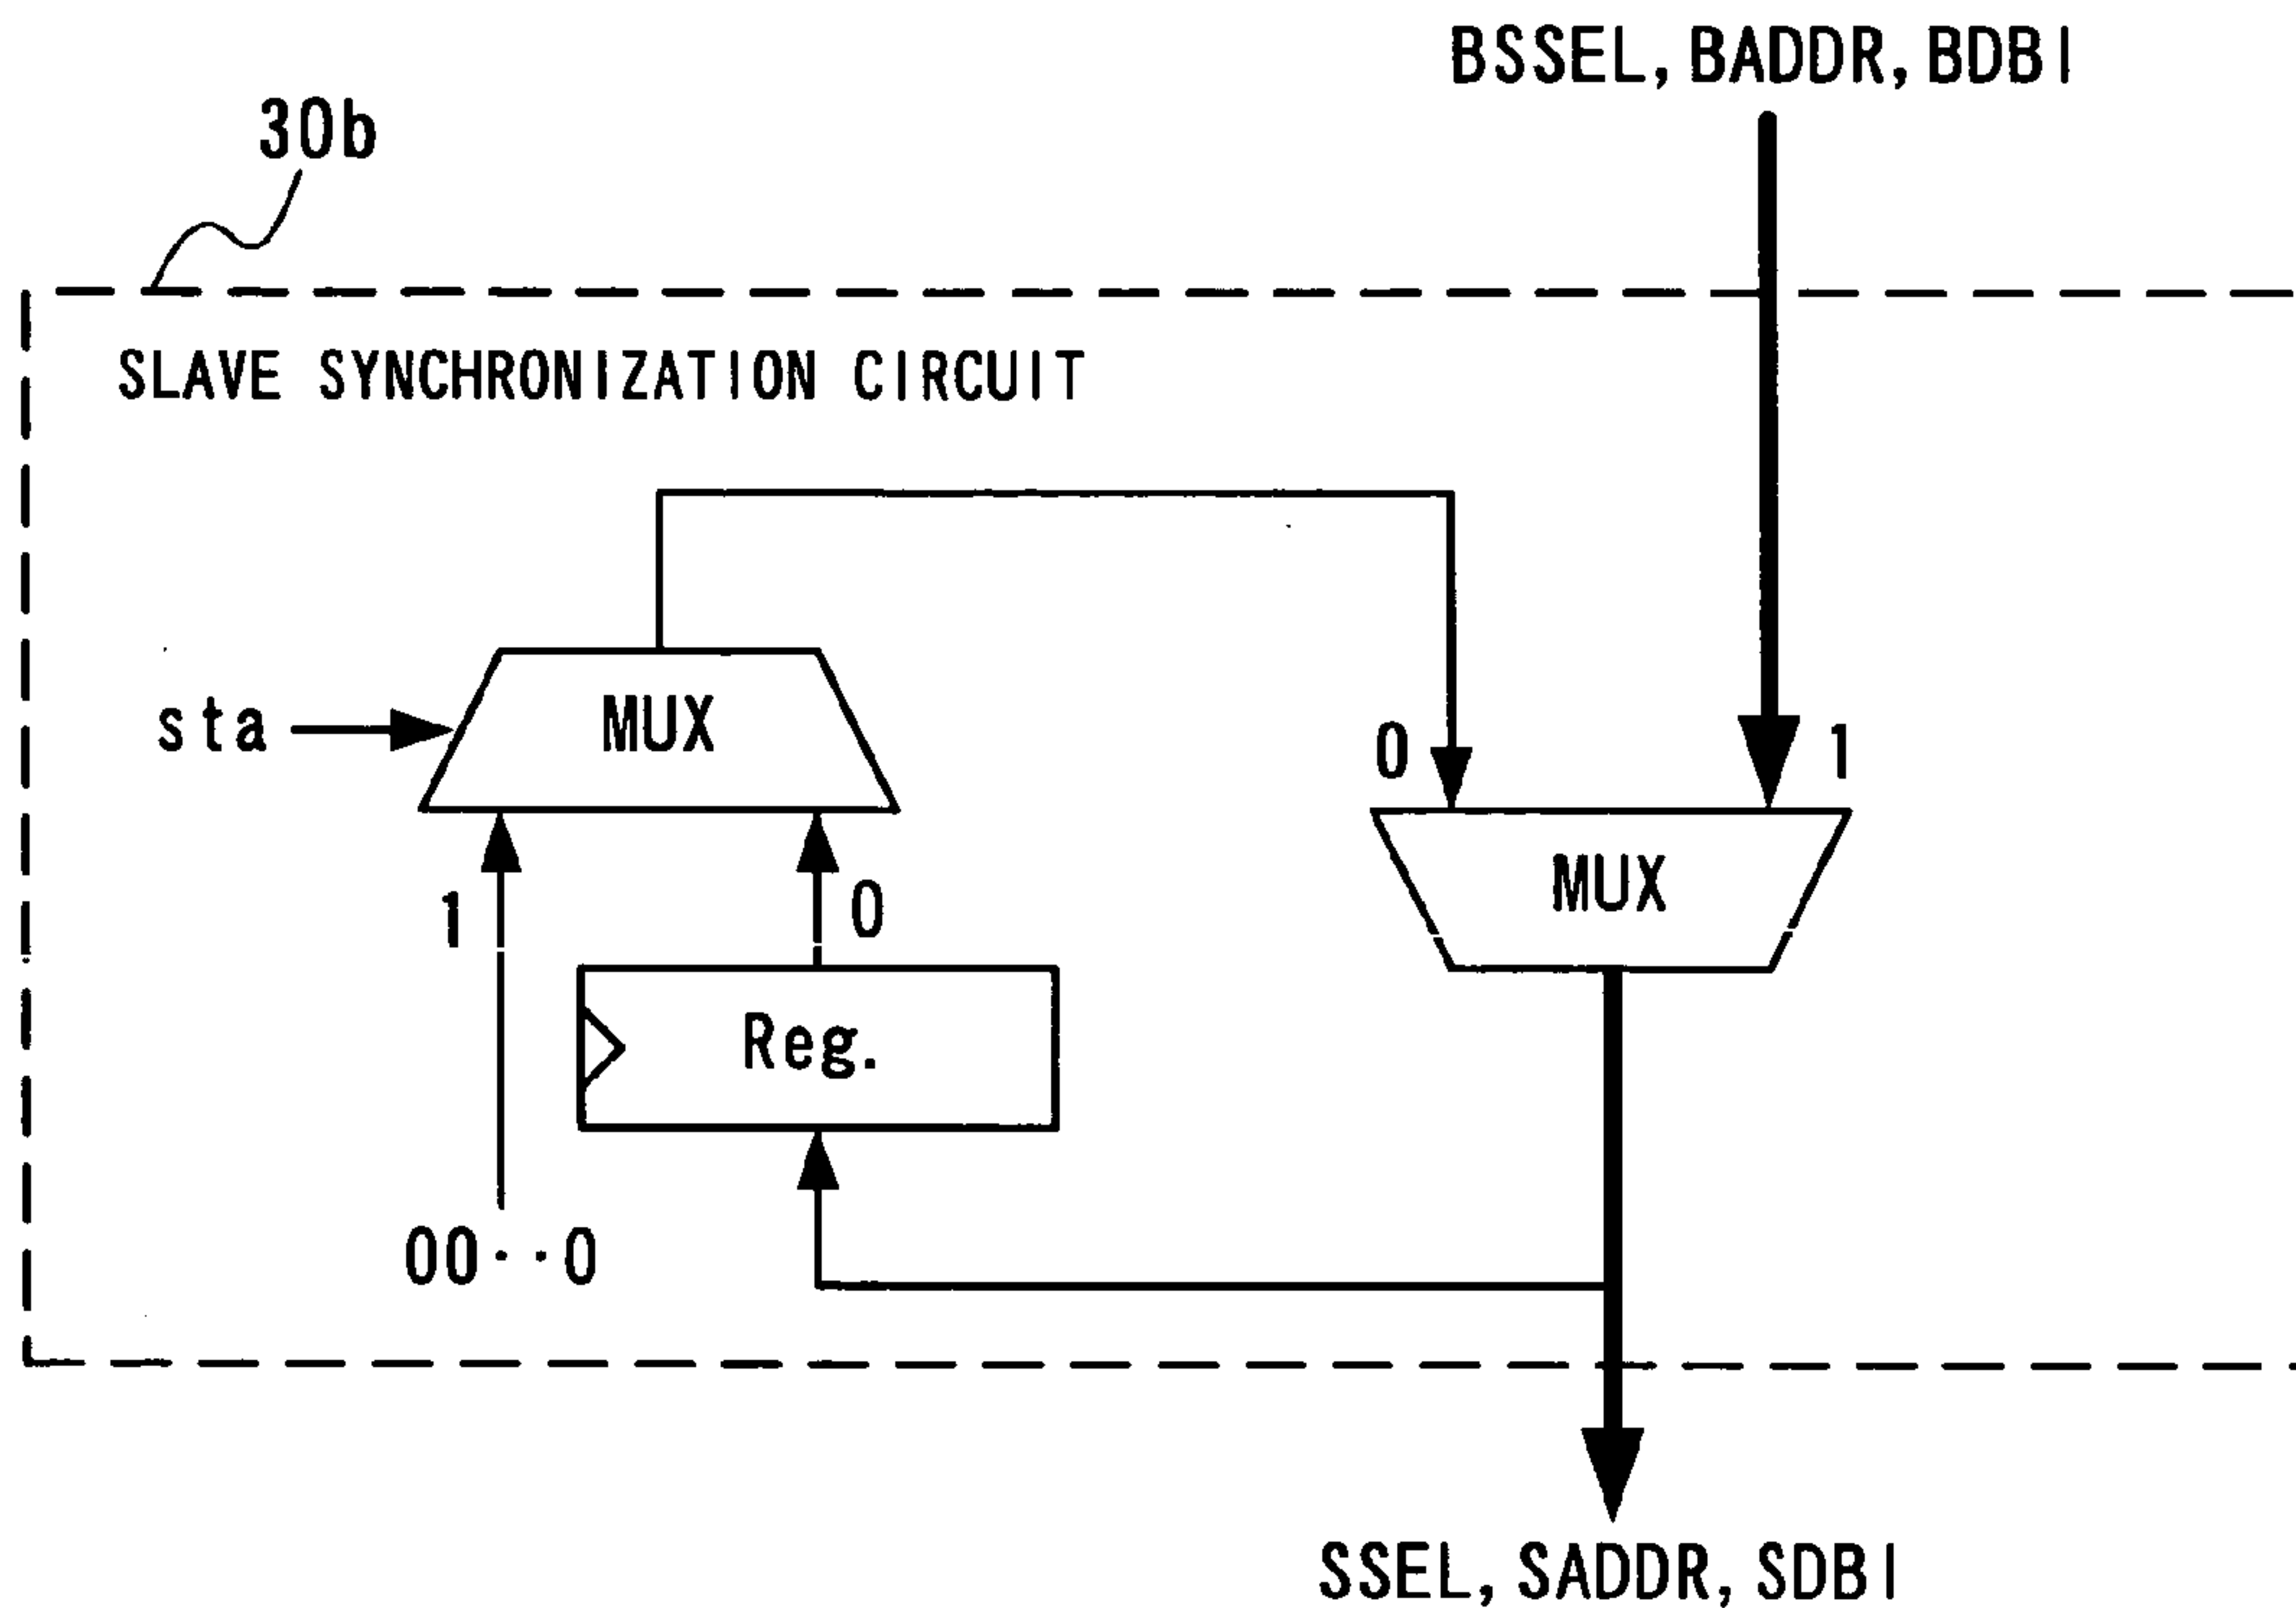 BSSEL, BADDR, BDBI
30b
SLAVE SYNCHRONIZATION CIRCUIT
sta
MUX
0
1
1
0
MUX
Reg.
00··0
SSEL, SADDR, SDBI